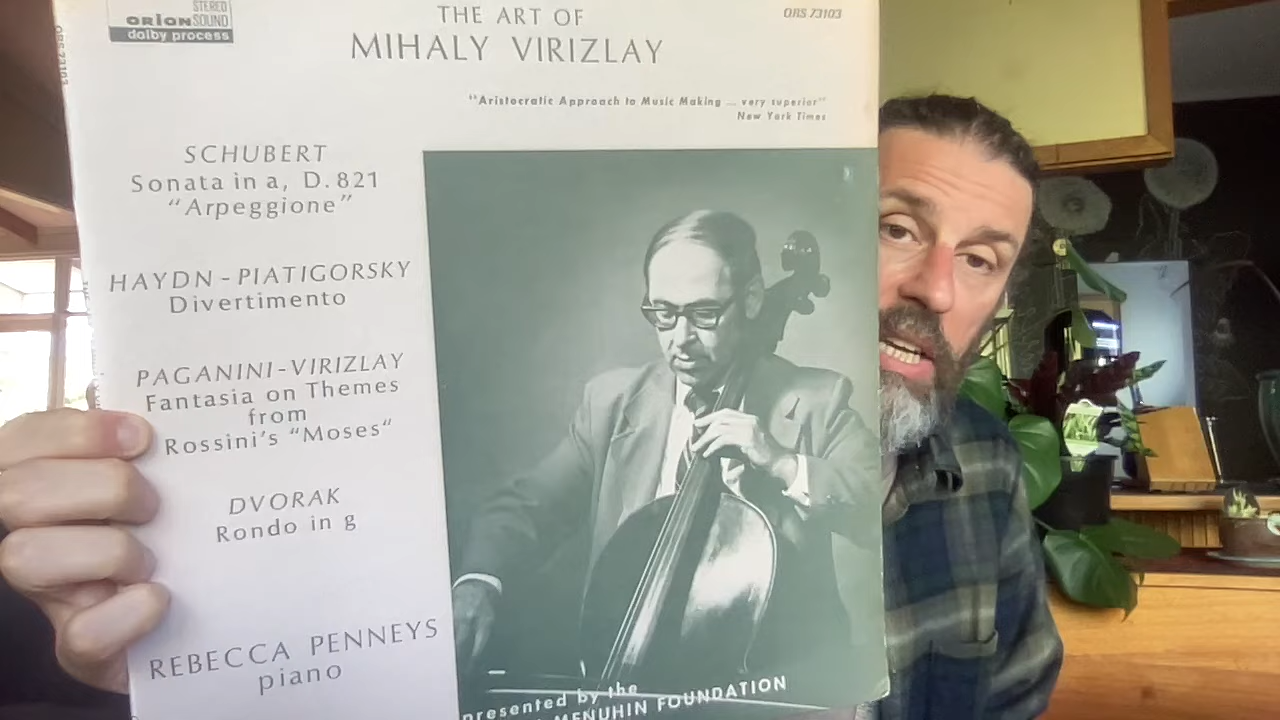 STEREO
ORION SOUND
dolby process
THE ART OF
MIHALY VIRIZLAY
ORS 73103
"Aristocratic Approach to Music Making ... very superior"
New York Times
SCHUBERT
Sonata in a, D. 821
"Arpeggione"
HAYDN-PIATIGORSKY
Divertimento
PAGANINI-VIRIZLAY
Fantasia on Themes
from
Rossini's "Moses"
DVORAK
Rondo in g
REBECCA PENNEYS
piano
presented by the
MENUHIN FOUNDATION